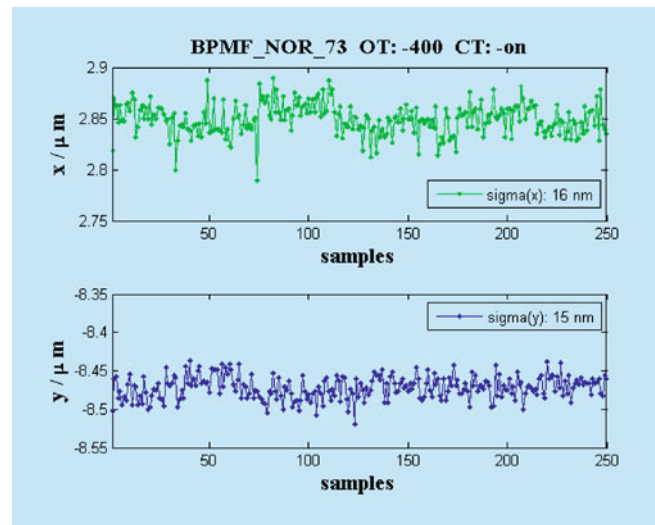 BPMF_NOR_73 OT: -400 CT: -on
2.9
2.85
2.8
2.75
x / μ m
sigma(x): 16 nm
50 100 150 200 250
samples
-8.35
-8.4
-8.45
-8.5
-8.55
y / μ m
sigma(y): 15 nm
50 100 150 200 250
samples